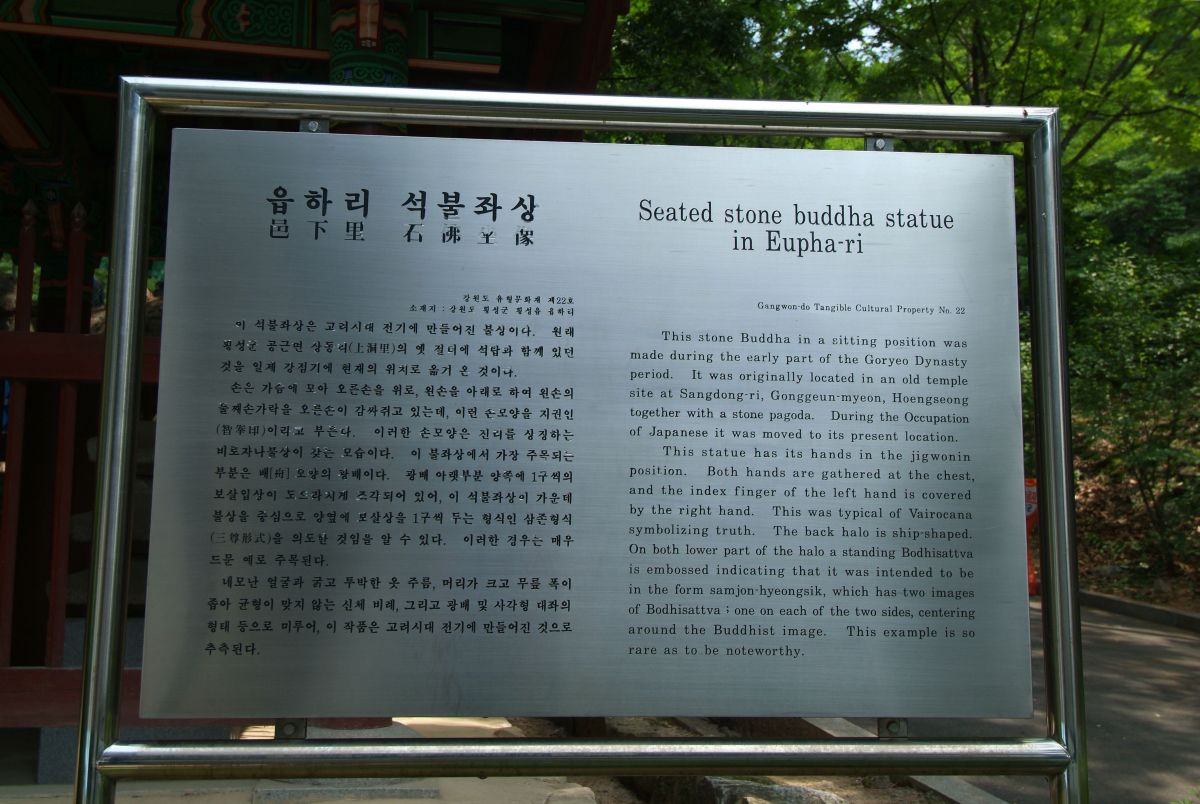 읍하리 석불좌상
邑下里 石佛坐像
강원도 유형문화재 제22호
소재지 : 강원도 횡성군 횡성읍 읍하리
이 석불좌상은 고려시대 전기에 만들어진 불상이다. 원래
횡성군 공근면 상동리(上洞里)의 옛 절터에 석탑과 함께 있던
것을 일제 강점기에 현재의 위치로 옮겨 온 것이다.
손은 가슴에 모아 오른손을 위로, 왼손을 아래로 하여 왼손의
둘째손가락을 오른손이 감싸쥐고 있는데, 이런 손모양을 지권인
(智拳印)이라고 부른다. 이러한 손모양은 진리를 상징하는
비로자나불상이 갖는 모습이다. 이 불좌상에서 가장 주목되는
부분은 배[舟] 모양의 광배이다. 광배 아랫부분 양쪽에 1구씩의
보살입상이 도드라지게 조각되어 있어, 이 석불좌상이 가운데
불상을 중심으로 양옆에 보살상을 1구씩 두는 형식인 삼존형식
(三尊形式)을 의도한 것임을 알 수 있다. 이러한 경우는 매우
드문 예로 주목된다.
네모난 얼굴과 굵고 투박한 옷 주름, 머리가 크고 무릎 폭이
좁아 균형이 맞지 않는 신체 비례, 그리고 광배 및 사각형 대좌의
형태 등으로 미루어, 이 작품은 고려시대 전기에 만들어진 것으로
추측된다.
Seated stone buddha statue
in Eupha-ri
Gangwon-do Tangible Cultural Property No. 22
This stone Buddha in a sitting position was
made during the early part of the Goryeo Dynasty
period. It was originally located in an old temple
site at Sangdong-ri, Gonggeun-myeon, Hoengseong
together with a stone pagoda. During the Occupation
of Japanese it was moved to its present location.
This statue has its hands in the jigwonin
position. Both hands are gathered at the chest,
and the index finger of the left hand is covered
by the right hand. This was typical of Vairocana
symbolizing truth. The back halo is ship-shaped.
On both lower part of the halo a standing Bodhisattva
is embossed indicating that it was intended to be
in the form samjon-hyeongsik, which has two images
of Bodhisattva ; one on each of the two sides, centering
around the Buddhist image. This example is so
rare as to be noteworthy.